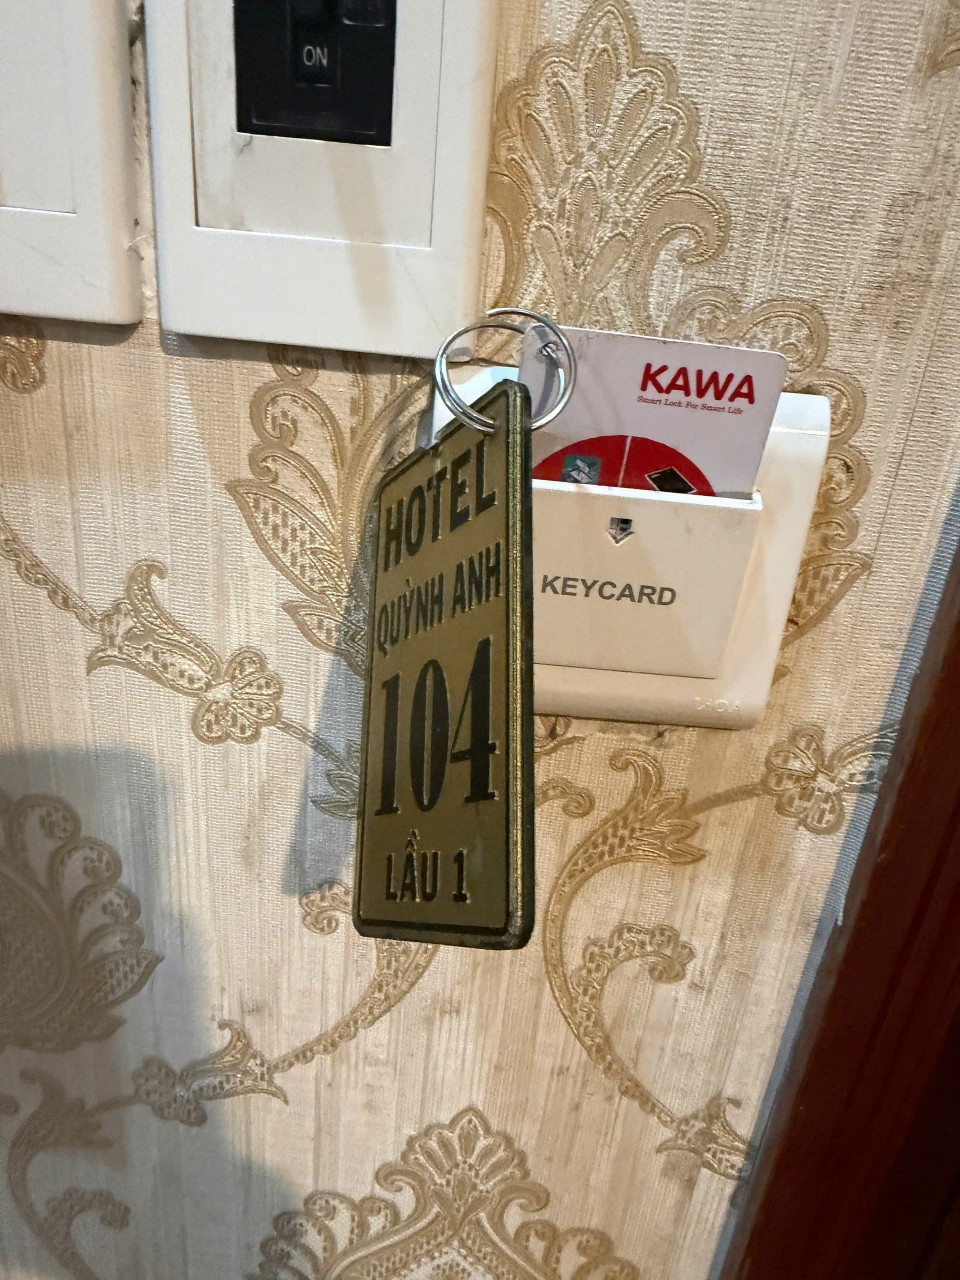 ON
KAWA
Smart Lock For Smart Life
KEYCARD
HOTEL
QUỲNH ANH
104
LẦU 1